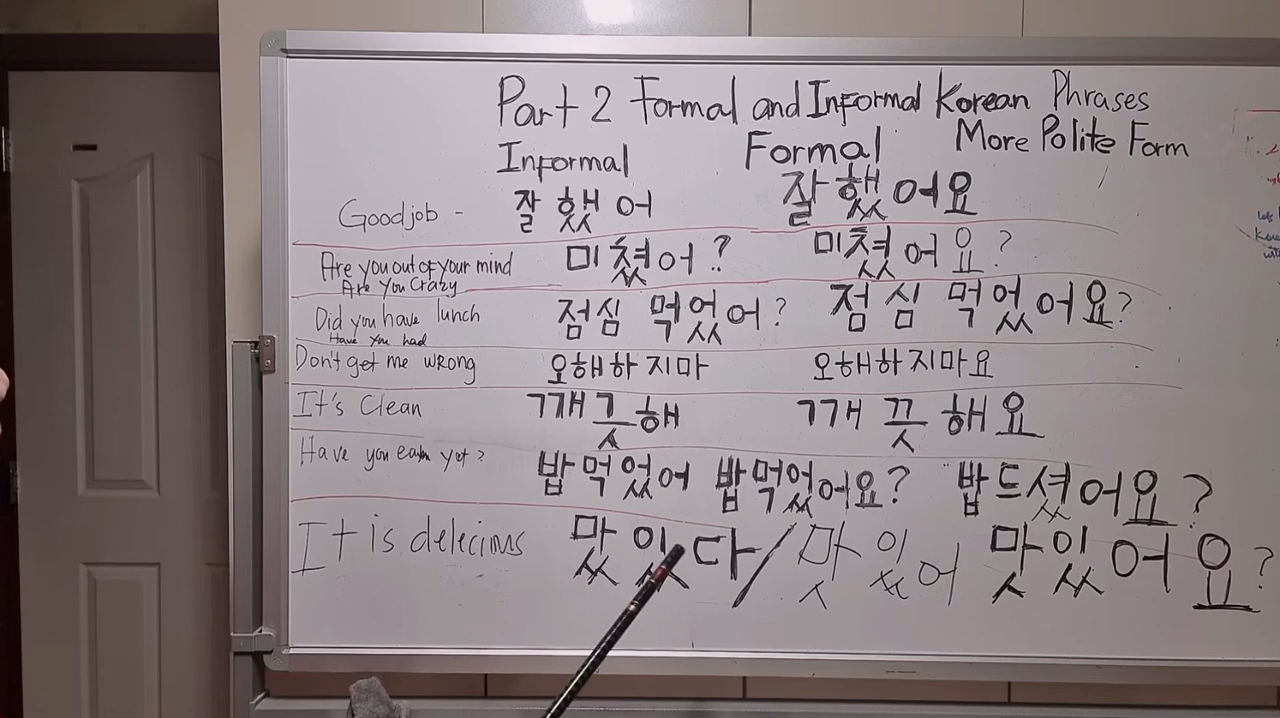 Part 2 Formal and Informal Korean Phrases
Informal Formal More Polite Form
Good job - 잘 했 어 잘 했 어요
Are you out of your mind 미쳤어? 미쳤어요?
Are You Crazy
Did you have lunch 점심 먹었어? 점심 먹었어요?
Have You had
Don't get me wrong 오해하지마 오해하지마요
It's Clean 깨긋해 깨끗해요
Have you yet? 밥먹었어 밥먹었어요? 밥드셨어요?
It is 맜있다/맛있어 맛있어요?